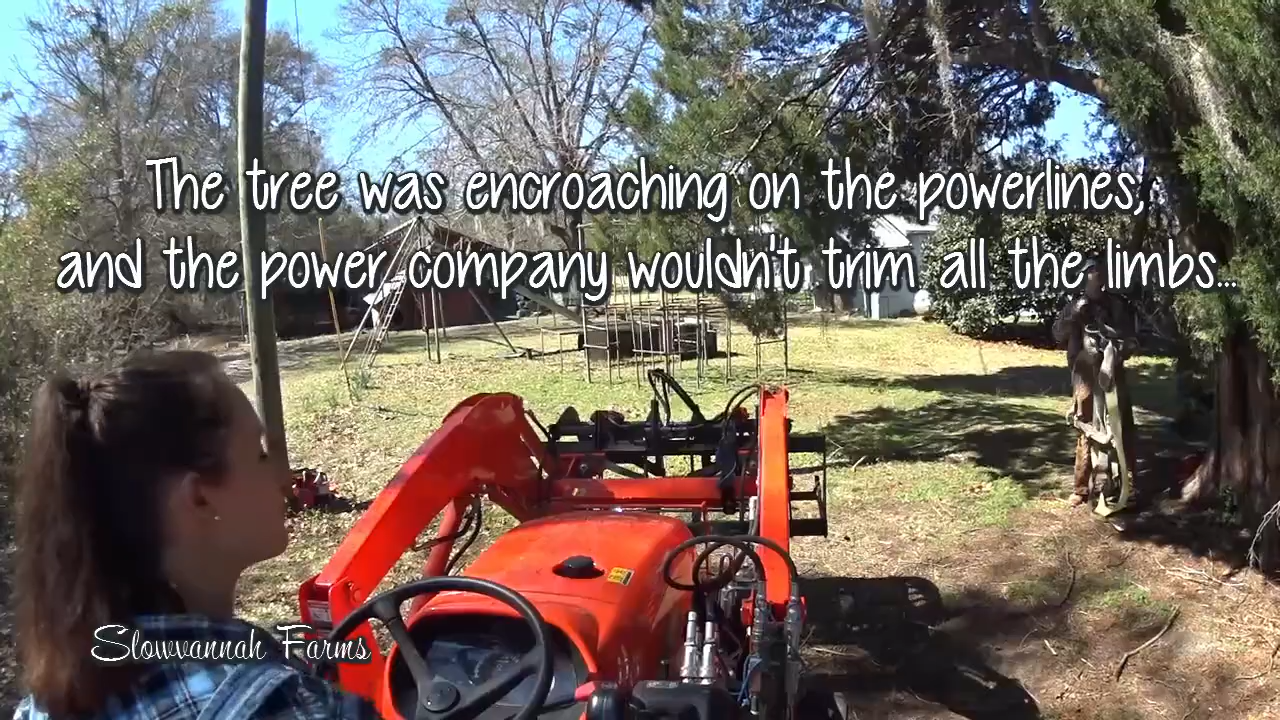 The tree was encroaching on the powerlines,
and the power company wouldn't trim all the limbs...
Slowvannah Farms